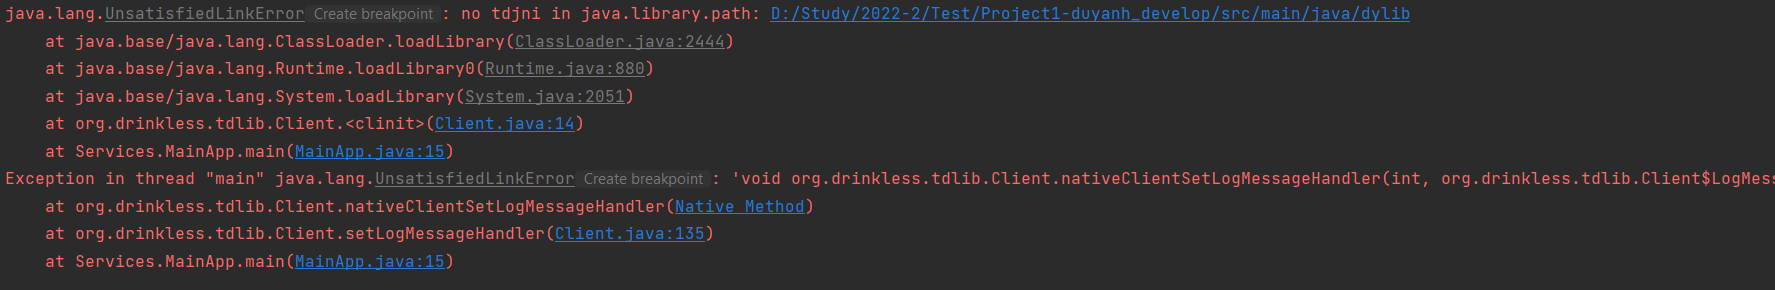 java.lang.UnsatisfiedLinkError Create breakpoint : no tdjni in java.library.path: D:/Study/2022-2/Test/Project1-duyanh_develop/src/main/java/dylib
at java.base/java.lang.ClassLoader.loadLibrary(ClassLoader.java:2444)
at java.base/java.lang.Runtime.loadLibrary0(Runtime.java:880)
at java.base/java.lang.System.loadLibrary(System.java:2051)
at org.drinkless.tdlib.Client.<clinit>(Client.java:14)
at Services.MainApp.main(MainApp.java:15)
Exception in thread "main" java.lang.UnsatisfiedLinkError Create breakpoint : 'void org.drinkless.tdlib.Client.nativeClientSetLogMessageHandler(int, org.drinkless.tdlib.Client$LogMess
at org.drinkless.tdlib.Client.nativeClientSetLogMessageHandler(Native Method)
at org.drinkless.tdlib.Client.setLogMessageHandler(Client.java:135)
at Services.MainApp.main(MainApp.java:15)